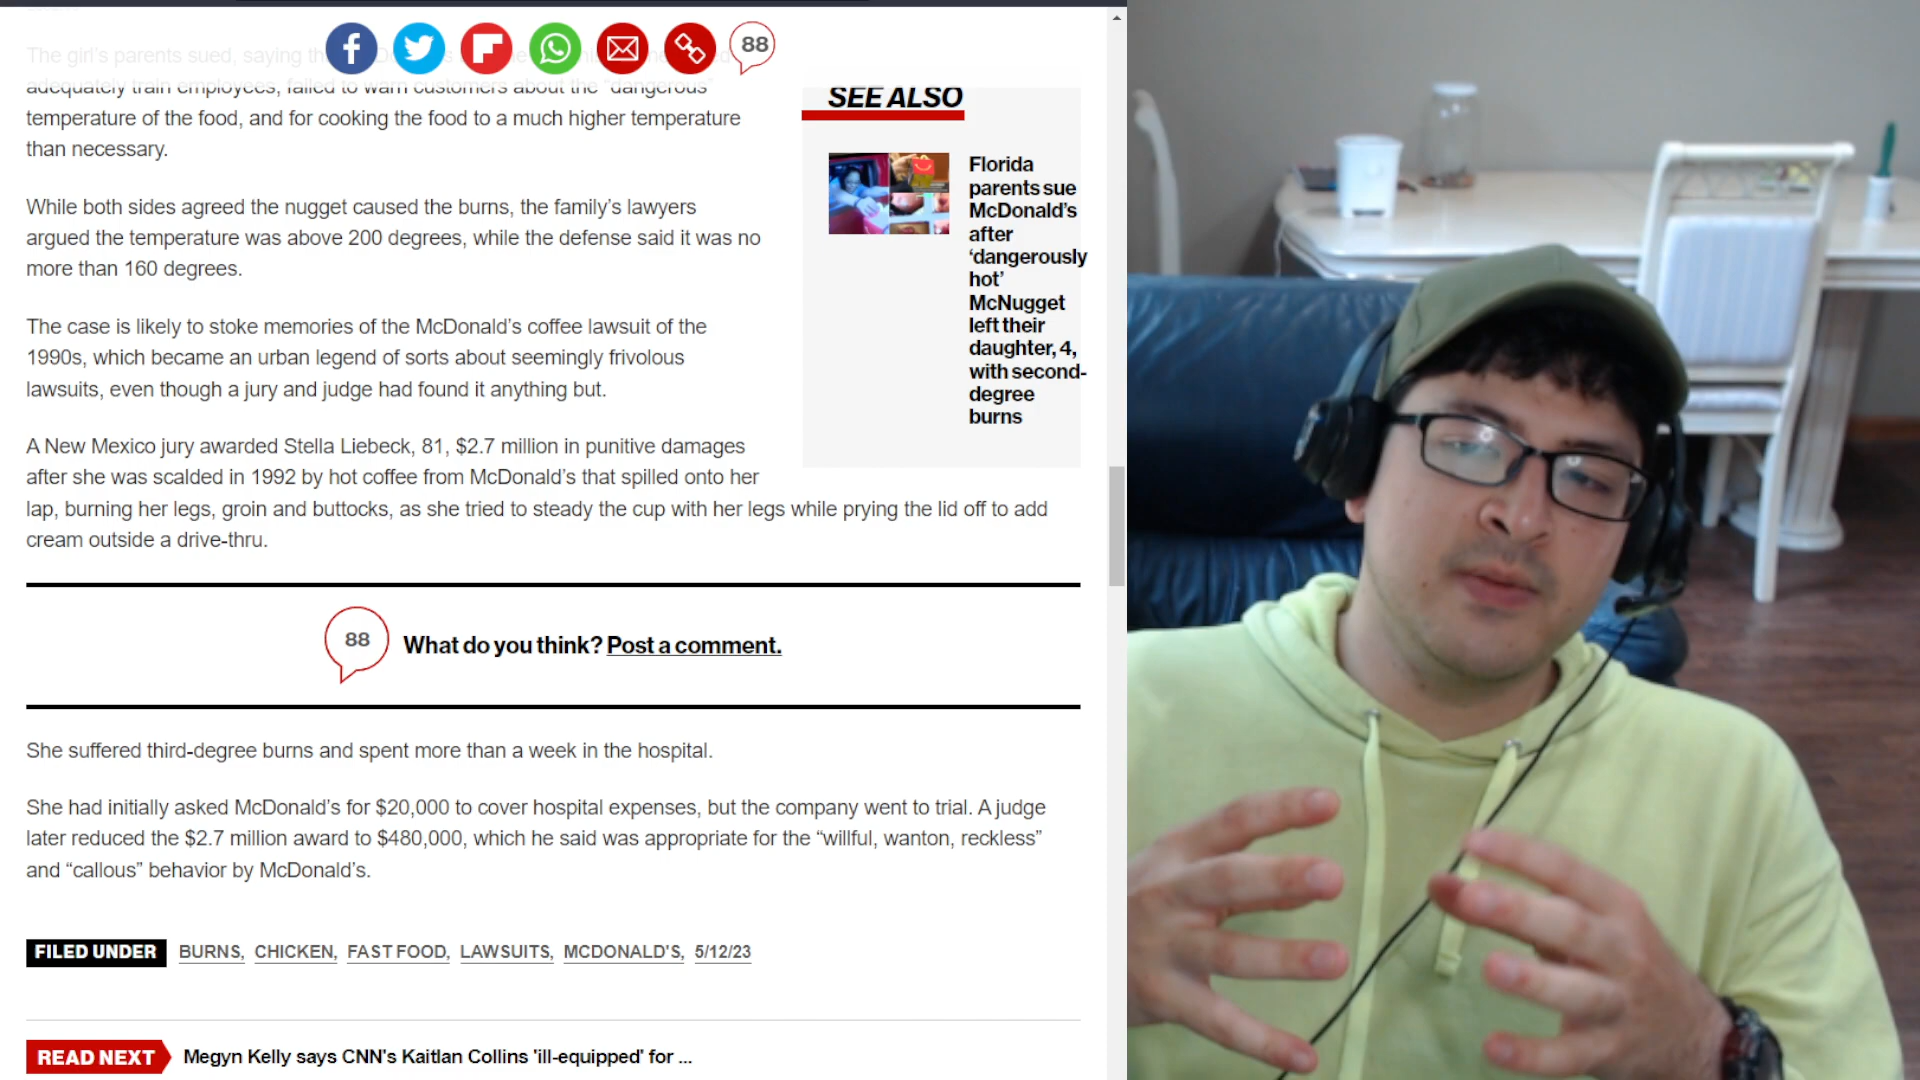 The girl's parents sued, saying
adequately train employees, failed to warn customers about the “dangerous”
temperature of the food, and for cooking the food to a much higher temperature
than necessary.
While both sides agreed the nugget caused the burns, the family’s lawyers
argued the temperature was above 200 degrees, while the defense said it was no
more than 160 degrees.
The case is likely to stoke memories of the McDonald’s coffee lawsuit of the
1990s, which became an urban legend of sorts about seemingly frivolous
lawsuits, even though a jury and judge had found it anything but.
A New Mexico jury awarded Stella Liebeck, 81, $2.7 million in punitive damages
after she was scalded in 1992 by hot coffee from McDonald’s that spilled onto her
lap, burning her legs, groin and buttocks, as she tried to steady the cup with her legs while prying the lid off to add
cream outside a drive-thru.
88
SEE ALSO
Florida
parents sue
McDonald’s
after
‘dangerously
hot’
McNugget
left their
daughter, 4,
with second-
degree
burns
88
What do you think? Post a comment.
She suffered third-degree burns and spent more than a week in the hospital.
She had initially asked McDonald’s for $20,000 to cover hospital expenses, but the company went to trial. A judge
later reduced the $2.7 million award to $480,000, which he said was appropriate for the “willful, wanton, reckless”
and “callous” behavior by McDonald’s.
FILED UNDER BURNS, CHICKEN, FAST FOOD, LAWSUITS, MCDONALD'S, 5/12/23
READ NEXT Megyn Kelly says CNN's Kaitlan Collins 'ill-equipped' for ...